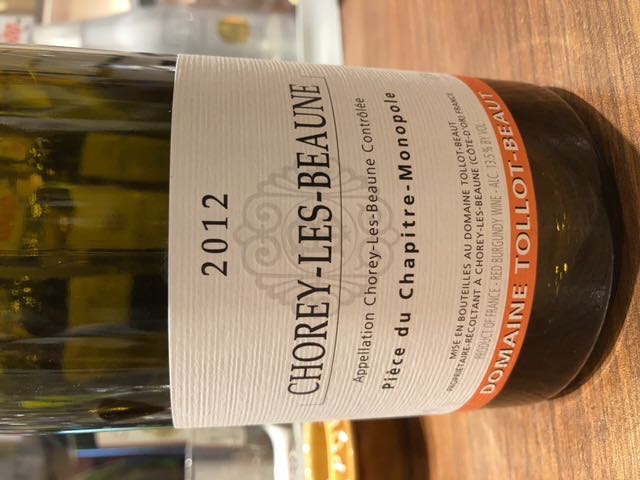 2012
CHOREY-LES-BEAUNE
Appellation Chorey-Les-Beaune Contrôlée
Pièce du Chapitre-Monopole
MISE EN BOUTEILLES AU DOMAINE TOLLOT-BEAUT
PROPRIÉTAIRE-RÉCOLTANT À CHOREY-LES-BEAUNE (CÔTE-D'OR) FRANCE
PRODUCT OF FRANCE - RED BURGUNDY WINE - ALC. 13.5 % BY VOL
DOMAINE TOLLOT-BEAUT